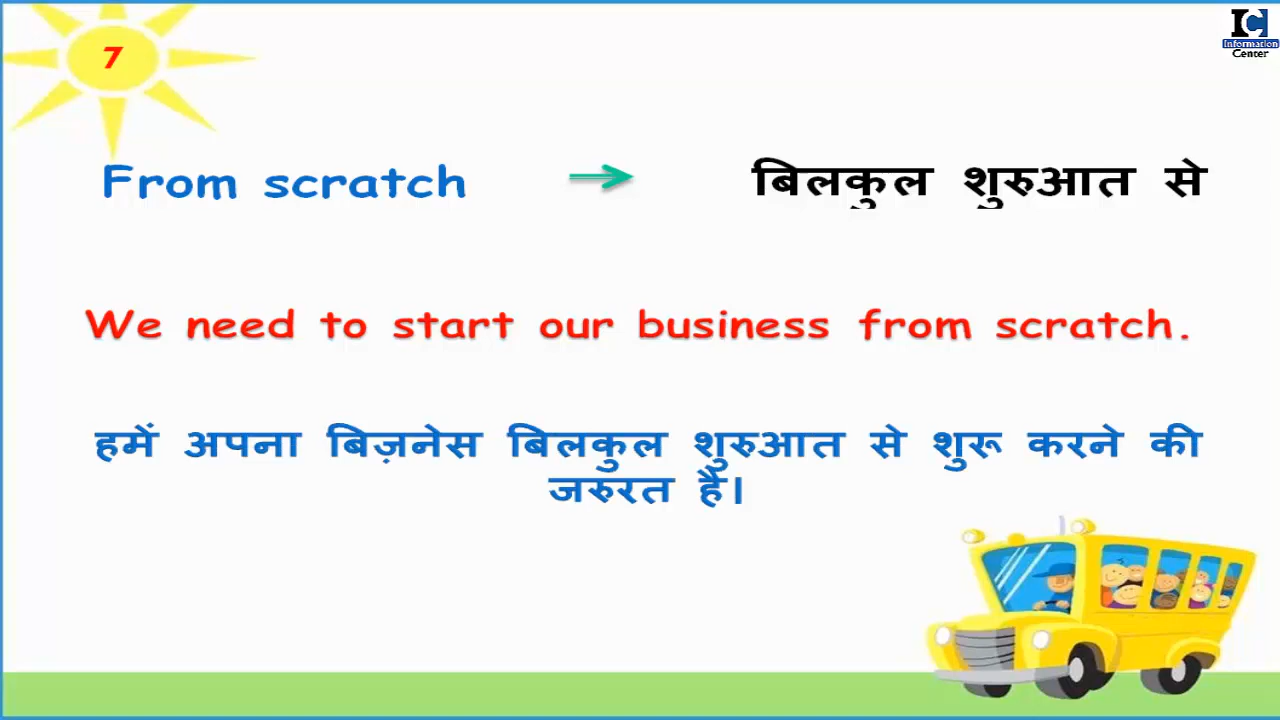 7
IC
Information
Center
From scratch → बिलकुल शुरुआत से
We need to start our business from scratch.
हमें अपना बिज़नेस बिलकुल शुरुआत से शुरू करने की
जरुरत है।